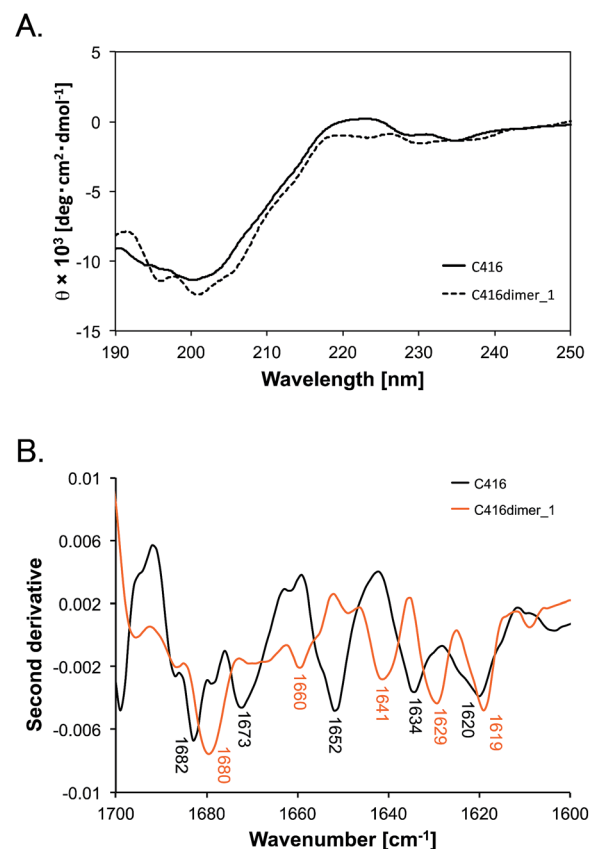 A.
θ × 10³ [deg·cm²·dmol⁻¹]
5
0
-5
-10
-15
C416
C416dimer_1
190 200 210 220 230 240 250
Wavelength [nm]
B.
Second derivative
0.01
0.006
0.002
-0.002
-0.006
-0.01
C416
C416dimer_1
1682
1680
1673
1660
1652
1641
1634
1629
1620
1619
1700 1680 1660 1640 1620 1600
Wavenumber [cm⁻¹]